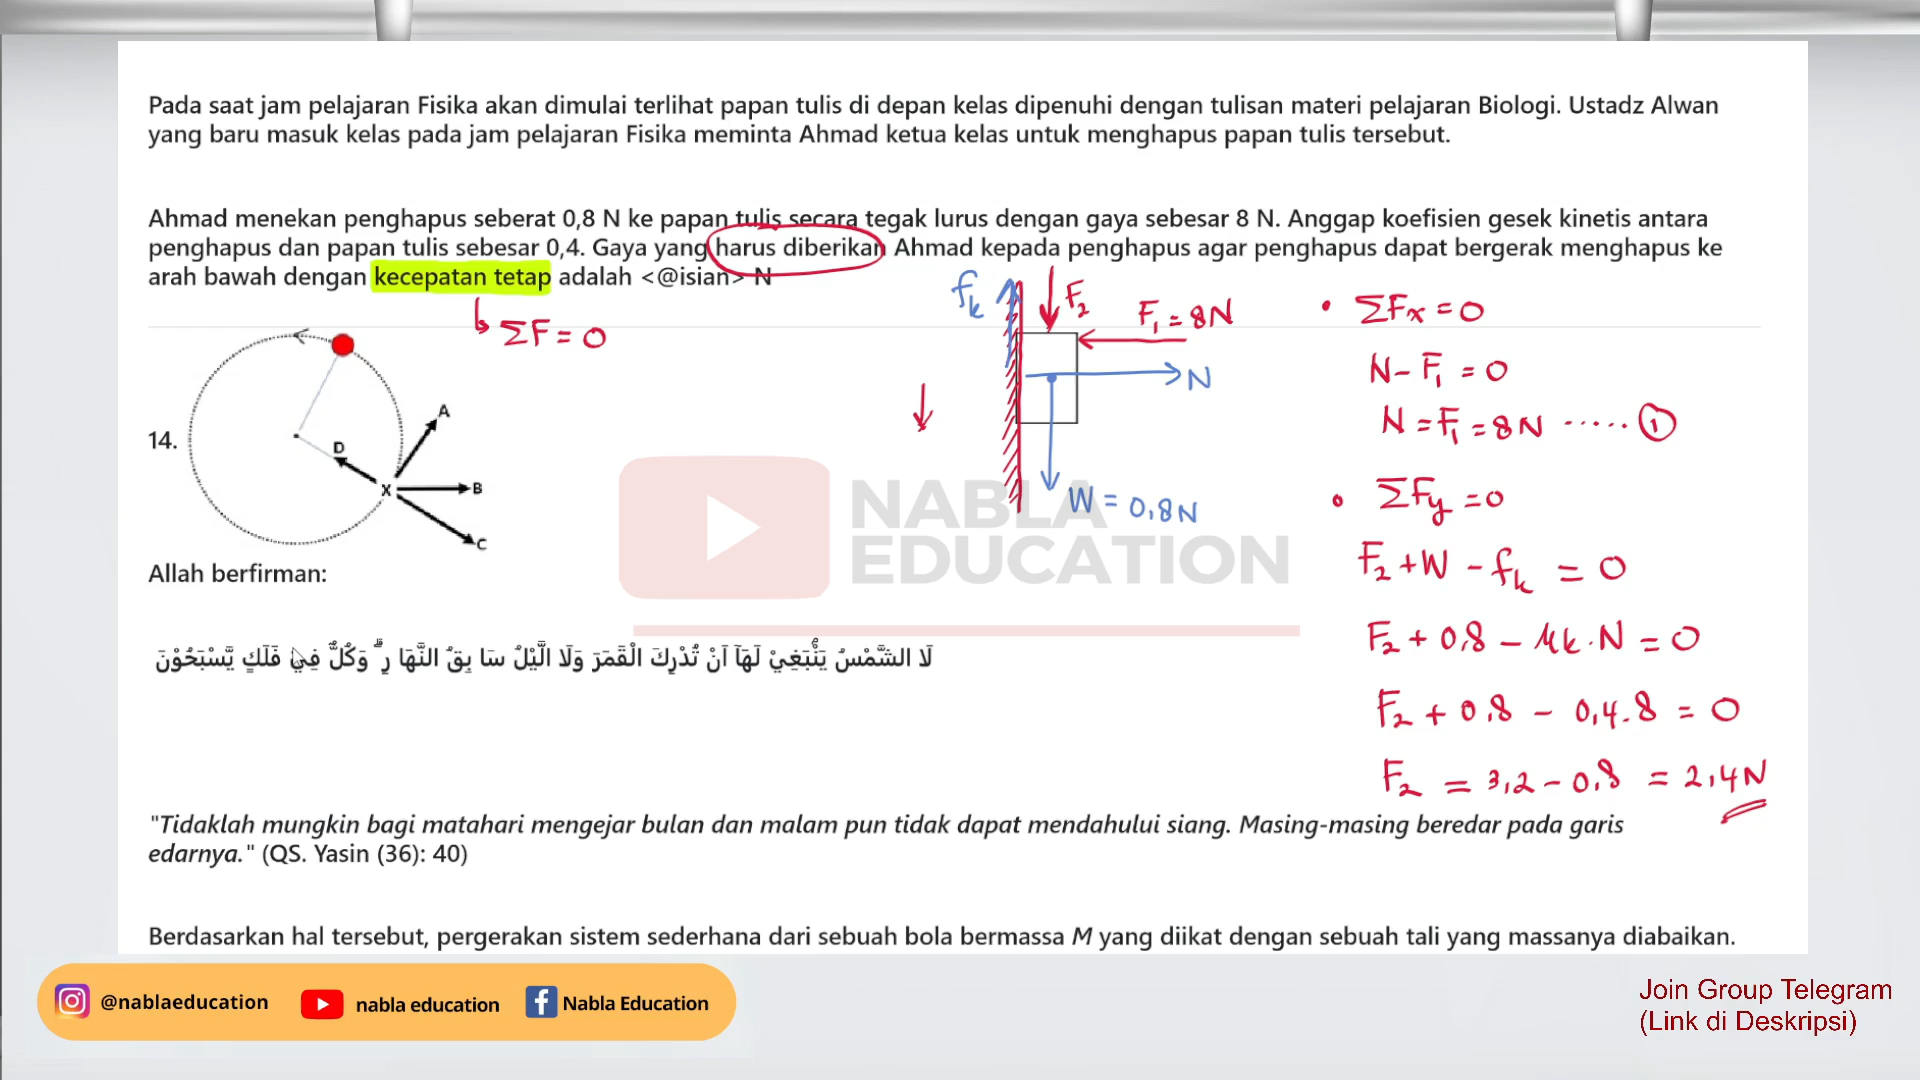 Pada saat jam pelajaran Fisika akan dimulai terlihat papan tulis di depan kelas dipenuhi dengan tulisan materi pelajaran Biologi. Ustadz Alwan
yang baru masuk kelas pada jam pelajaran Fisika meminta Ahmad ketua kelas untuk menghapus papan tulis tersebut.
Ahmad menekan penghapus seberat 0,8 N ke papan tulis secara tegak lurus dengan gaya sebesar 8 N. Anggap koefisien gesek kinetis antara
penghapus dan papan tulis sebesar 0,4. Gaya yang harus diberikan Ahmad kepada penghapus agar penghapus dapat bergerak menghapus ke
arah bawah dengan kecepatan tetap adalah <@isian> N
ΣF = 0
fk
F₂
F₁ = 8N
N
W = 0,8N
• ΣFx = 0
N - F₁ = 0
N = F₁ = 8N ..... ①
• ΣFy = 0
F₂ + W - fk = 0
F₂ + 0,8 - μk . N = 0
F₂ + 0,8 - 0,4 . 8 = 0
F₂ = 3,2 - 0,8 = 2,4N
14.
A
D
X
B
C
NABLA
EDUCATION
Allah berfirman:
لَا الشَّمْسُ يَنْۢبَغِيْ لَهَآ اَنْ تُدْرِكَ الْقَمَرَ وَلَا الَّيْلُ سَا بِقُ النَّهَا رِ ۗ وَكُلٌّ فِيْ فَلَكٍ يَّسْبَحُوْنَ
"Tidaklah mungkin bagi matahari mengejar bulan dan malam pun tidak dapat mendahului siang. Masing-masing beredar pada garis
edarnya." (QS. Yasin (36): 40)
Berdasarkan hal tersebut, pergerakan sistem sederhana dari sebuah bola bermassa M yang diikat dengan sebuah tali yang massanya diabaikan.
@nablaeducation
nabla education
Nabla Education
Join Group Telegram
(Link di Deskripsi)